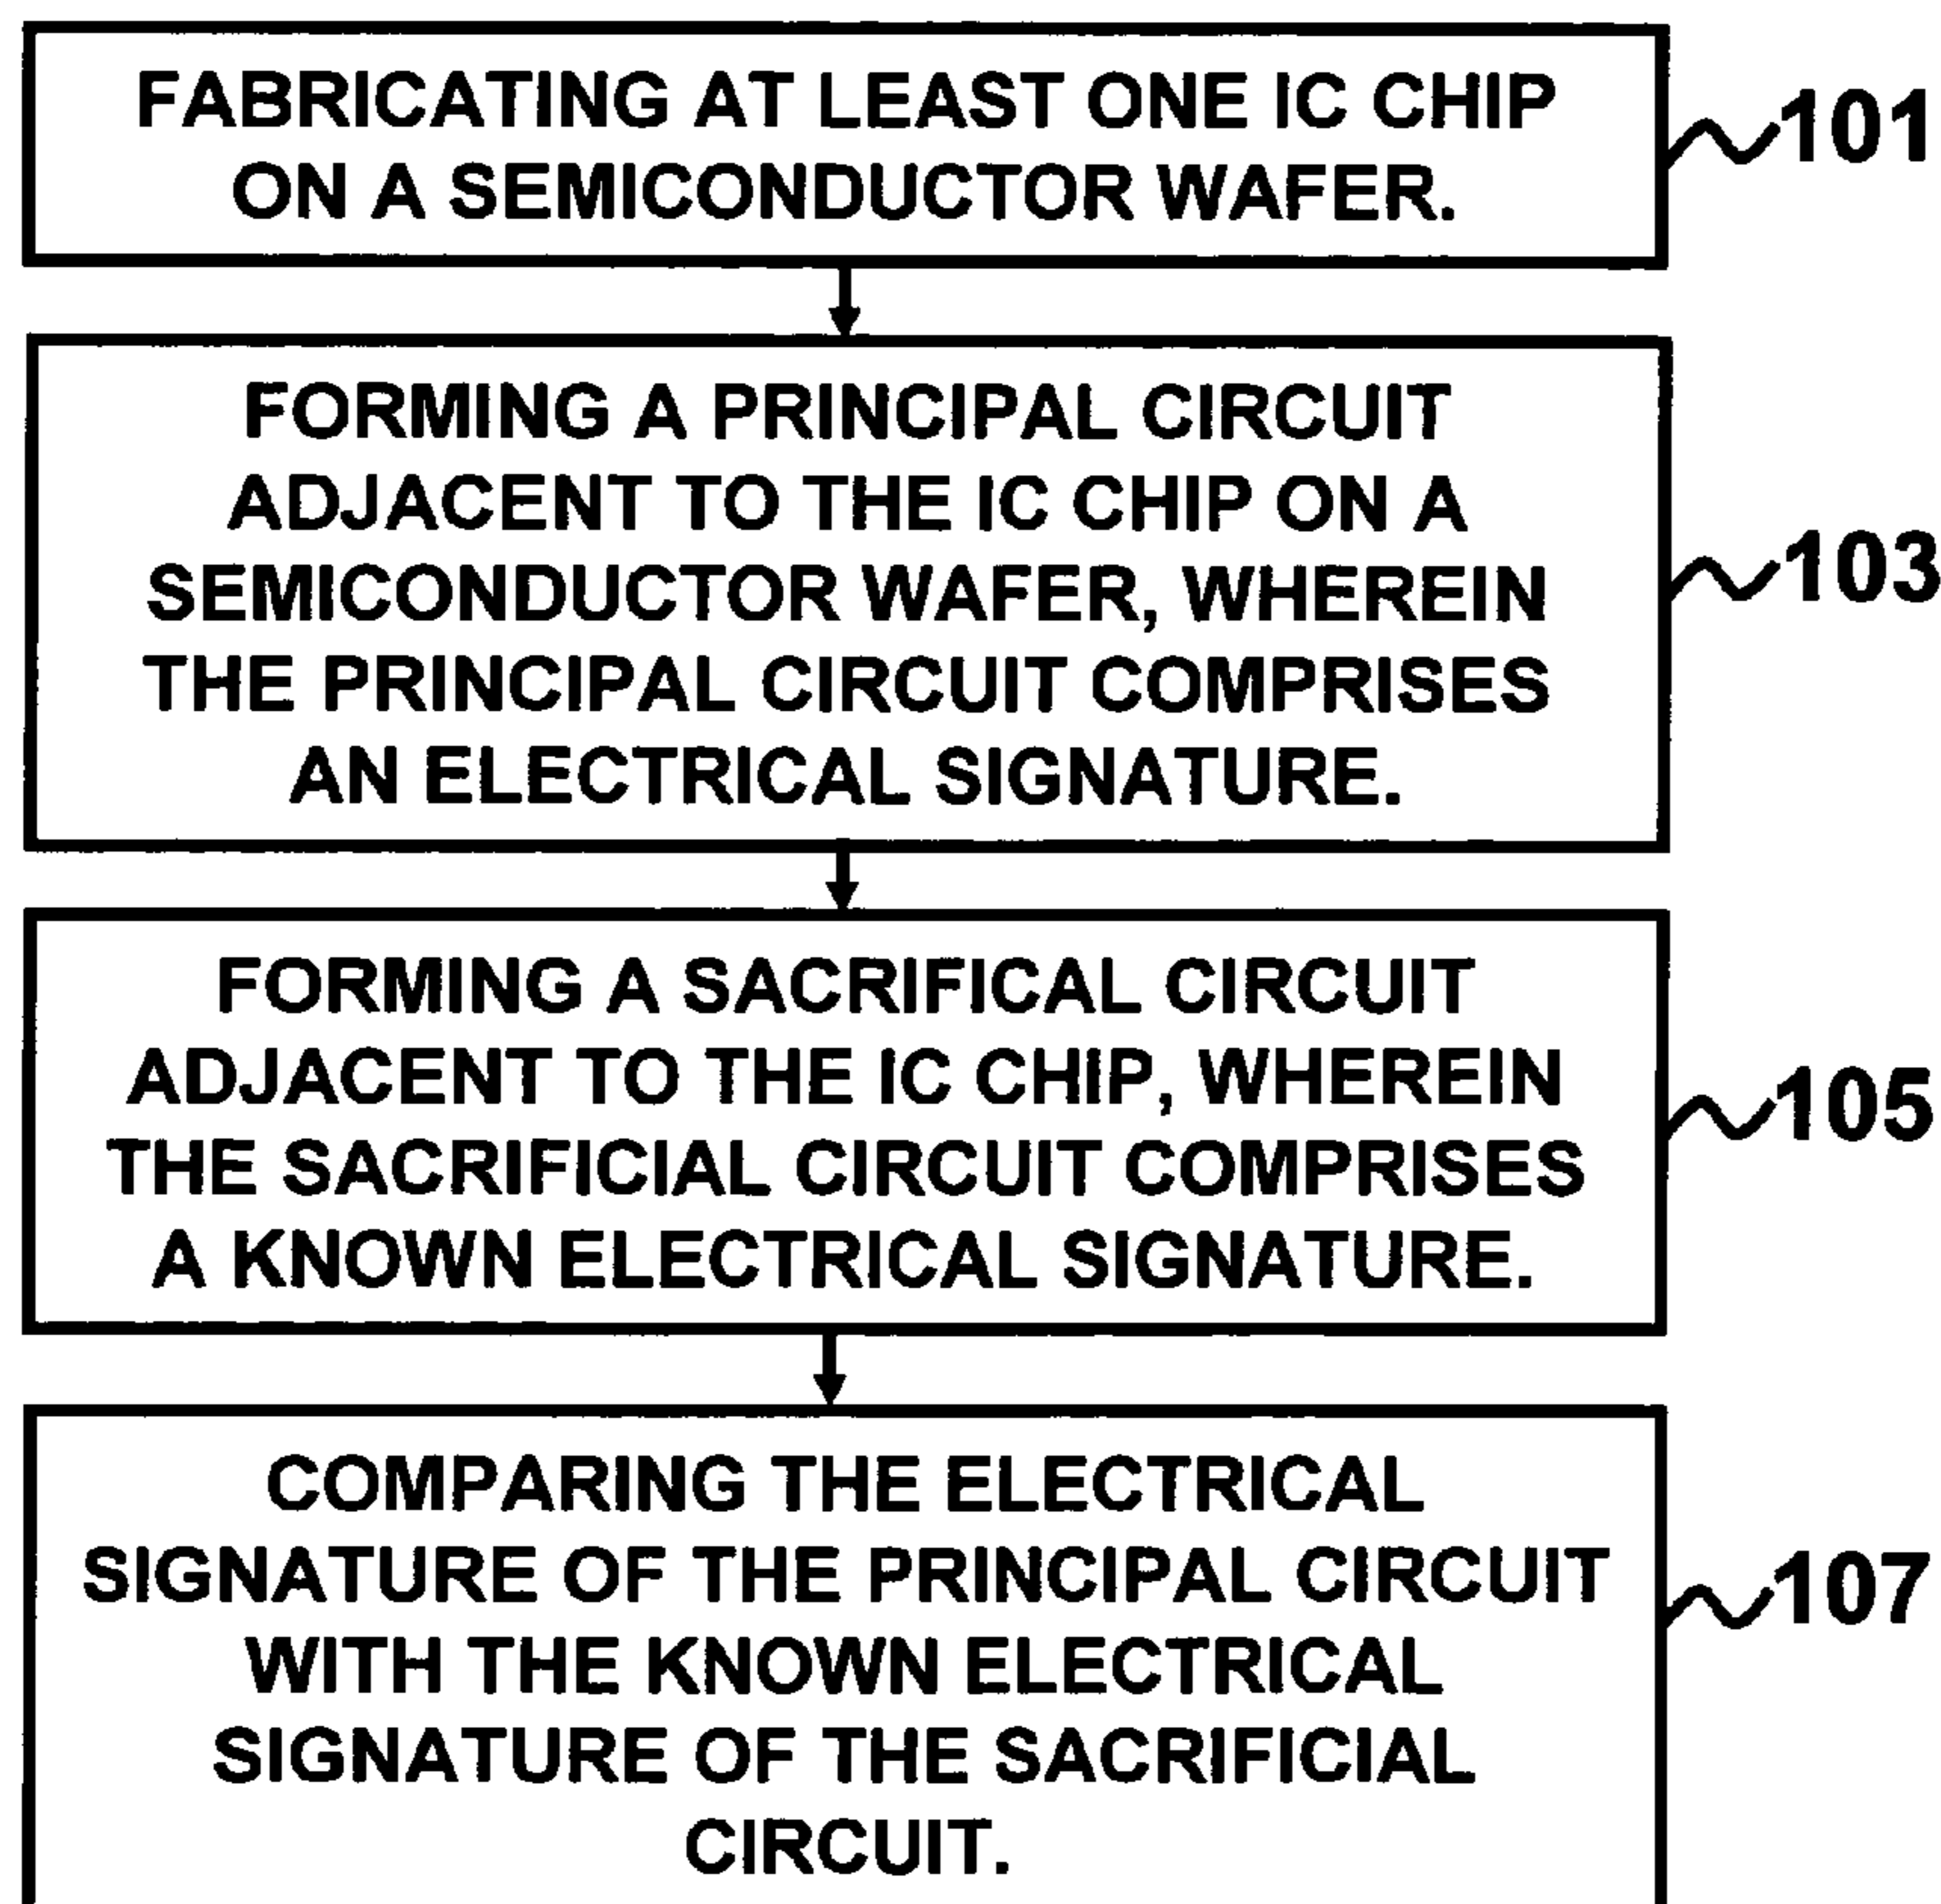 FABRICATING AT LEAST ONE IC CHIP
ON A SEMICONDUCTOR WAFER.
101
FORMING A PRINCIPAL CIRCUIT
ADJACENT TO THE IC CHIP ON A
SEMICONDUCTOR WAFER, WHEREIN
THE PRINCIPAL CIRCUIT COMPRISES
AN ELECTRICAL SIGNATURE.
103
FORMING A SACRIFICAL CIRCUIT
ADJACENT TO THE IC CHIP, WHEREIN
THE SACRIFICIAL CIRCUIT COMPRISES
A KNOWN ELECTRICAL SIGNATURE.
105
COMPARING THE ELECTRICAL
SIGNATURE OF THE PRINCIPAL CIRCUIT
WITH THE KNOWN ELECTRICAL
SIGNATURE OF THE SACRIFICIAL
CIRCUIT.
107